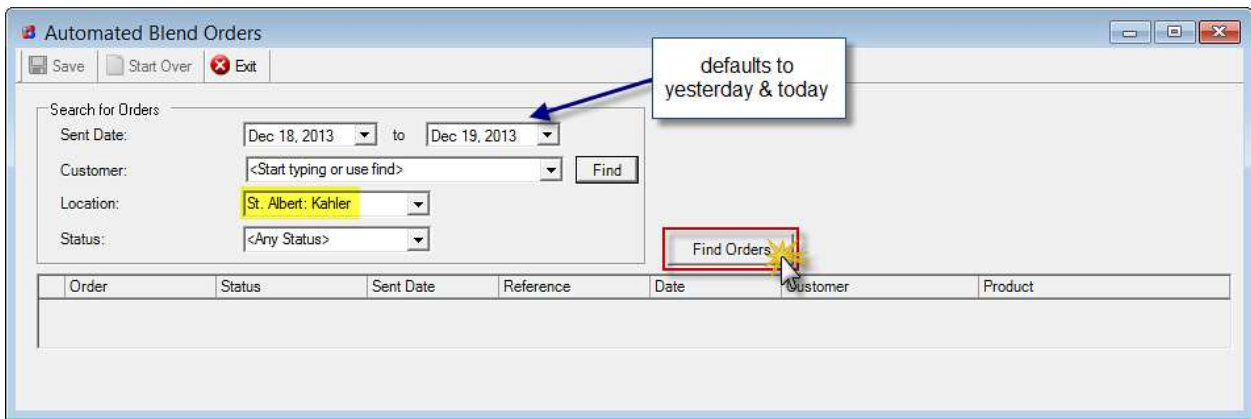 Automated Blend Orders
Save Start Over Exit
defaults to
yesterday & today
Search for Orders
Sent Date: Dec 18, 2013 to Dec 19, 2013
Customer: <Start typing or use find> Find
Location: St. Albert: Kahler
Status: <Any Status>
Find Orders
Order Status Sent Date Reference Date Customer Product